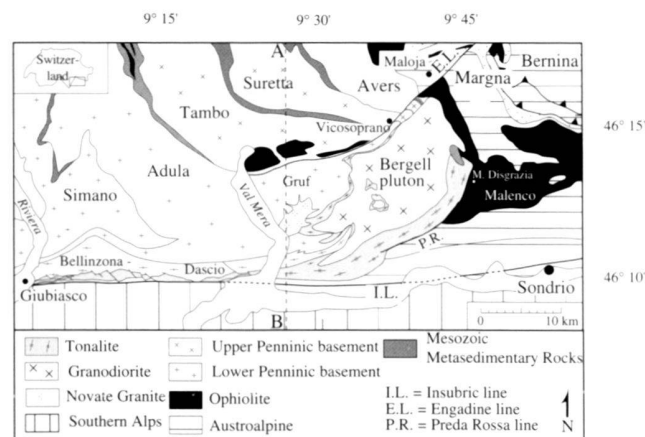 9° 15' 9° 30' 9° 45'
Switzer-
land
A
Maloja
E.L.
Bernina
Margna
Suretta
Avers
Tambo
Vicosoprano
46° 15'
Adula
Bergell
pluton
M. Disgrazia
Malenco
Gruf
Simano
Val Mera
Riviera
P.R.
Bellinzona
Dascio
46° 10'
Giubiasco
I.L.
Sondrio
B
0 10 km
Tonalite
Upper Penninic basement
Mesozoic
Metasedimentary Rocks
Granodiorite
Lower Penninic basement
Novate Granite
Ophiolite
I.L. = Insubric line
E.L. = Engadine line
P.R. = Preda Rossa line
N
Southern Alps
Austroalpine